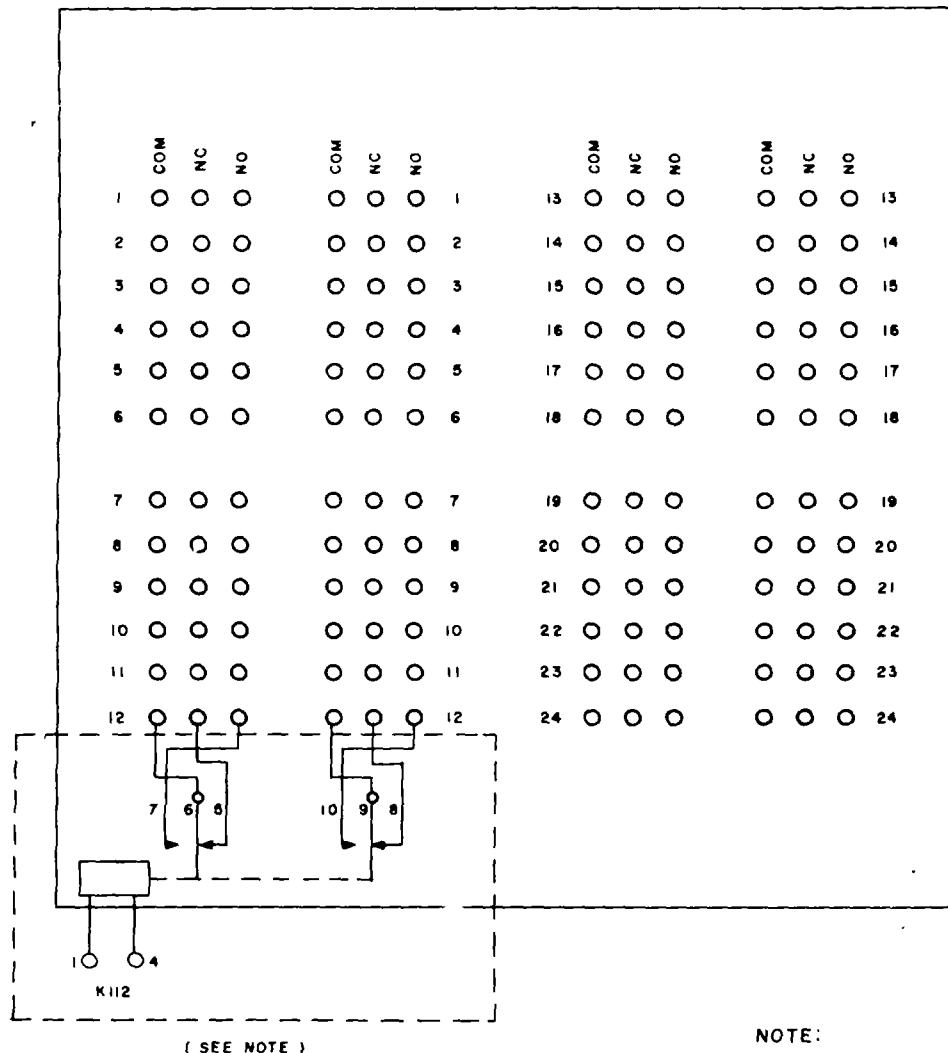 COM NC NO COM NC NO COM NC NO COM NC NO
1 1 13 13
2 2 14 14
3 3 15 15
4 4 16 16
5 5 17 17
6 6 18 18
7 7 19 19
8 8 20 20
9 9 21 21
10 10 22 22
11 11 23 23
12 12 24 24
7 6 5 10 9 8
1 4
K112
( SEE NOTE )
NOTE: